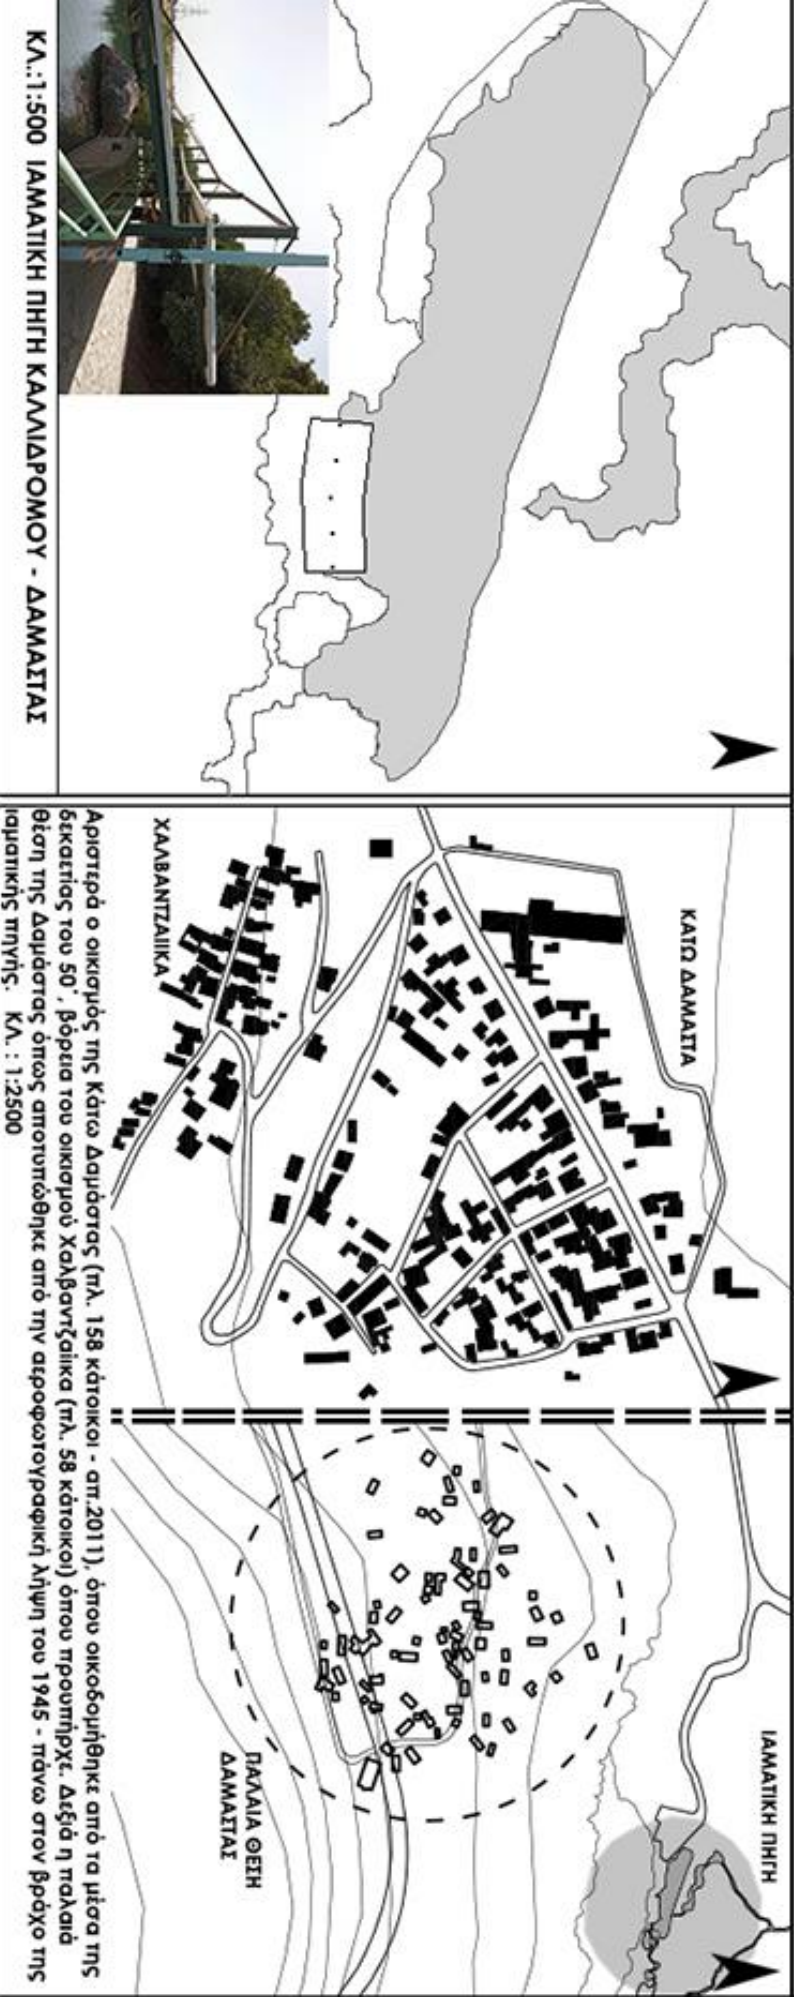 ΚΛ.:1:500 ΙΑΜΑΤΙΚΗ ΠΗΓΗ ΚΑΛΛΙΔΡΟΜΟΥ - ΔΑΜΑΣΤΑΣ
ΚΑΤΩ ΔΑΜΑΣΤΑ
ΧΑΛΒΑΝΤΖΑΙΙΚΑ
ΙΑΜΑΤΙΚΗ ΠΗΓΗ
ΠΑΛΑΙΑ ΘΕΣΗ
ΔΑΜΑΣΤΑΣ
Αριστερά ο οικισμός της Κάτω Δαμάστας (πλ. 158 κάτοικοι - απ.2011), όπου οικοδομήθηκε από τα μέσα της
δεκαετίας του 50', βόρεια του οικισμού Χαλβαντζαίικα (πλ. 58 κάτοικοι) όπου προυπήρχε. Δεξιά η παλαιά
θέση της Δαμάστας όπως αποτυπώθηκε από την αεροφωτογραφική λήψη του 1945 - πάνω στον βράχο της
ιαματικής πηγής. ΚΛ. : 1:2500